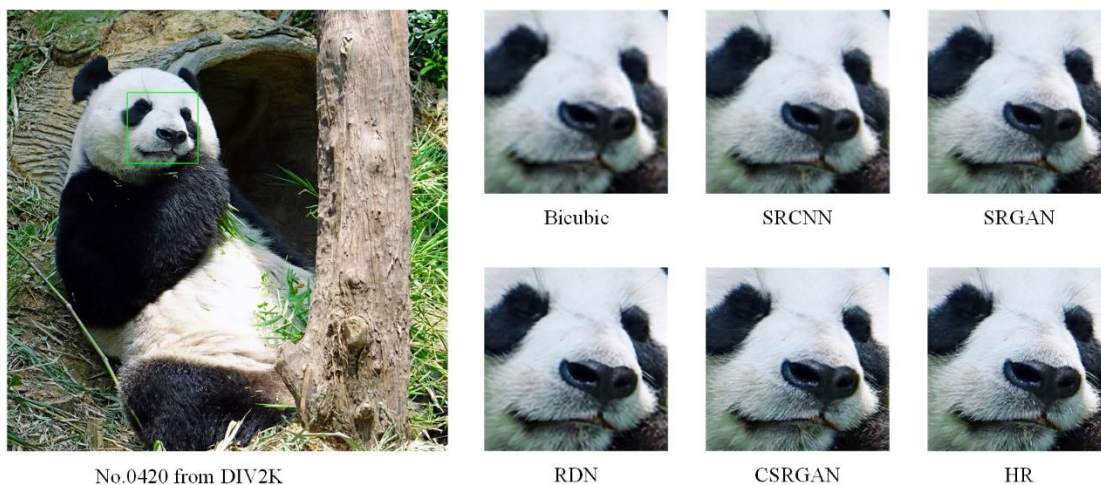 Bicubic
SRCNN
SRGAN
RDN
CSRGAN
HR
No.0420 from DIV2K